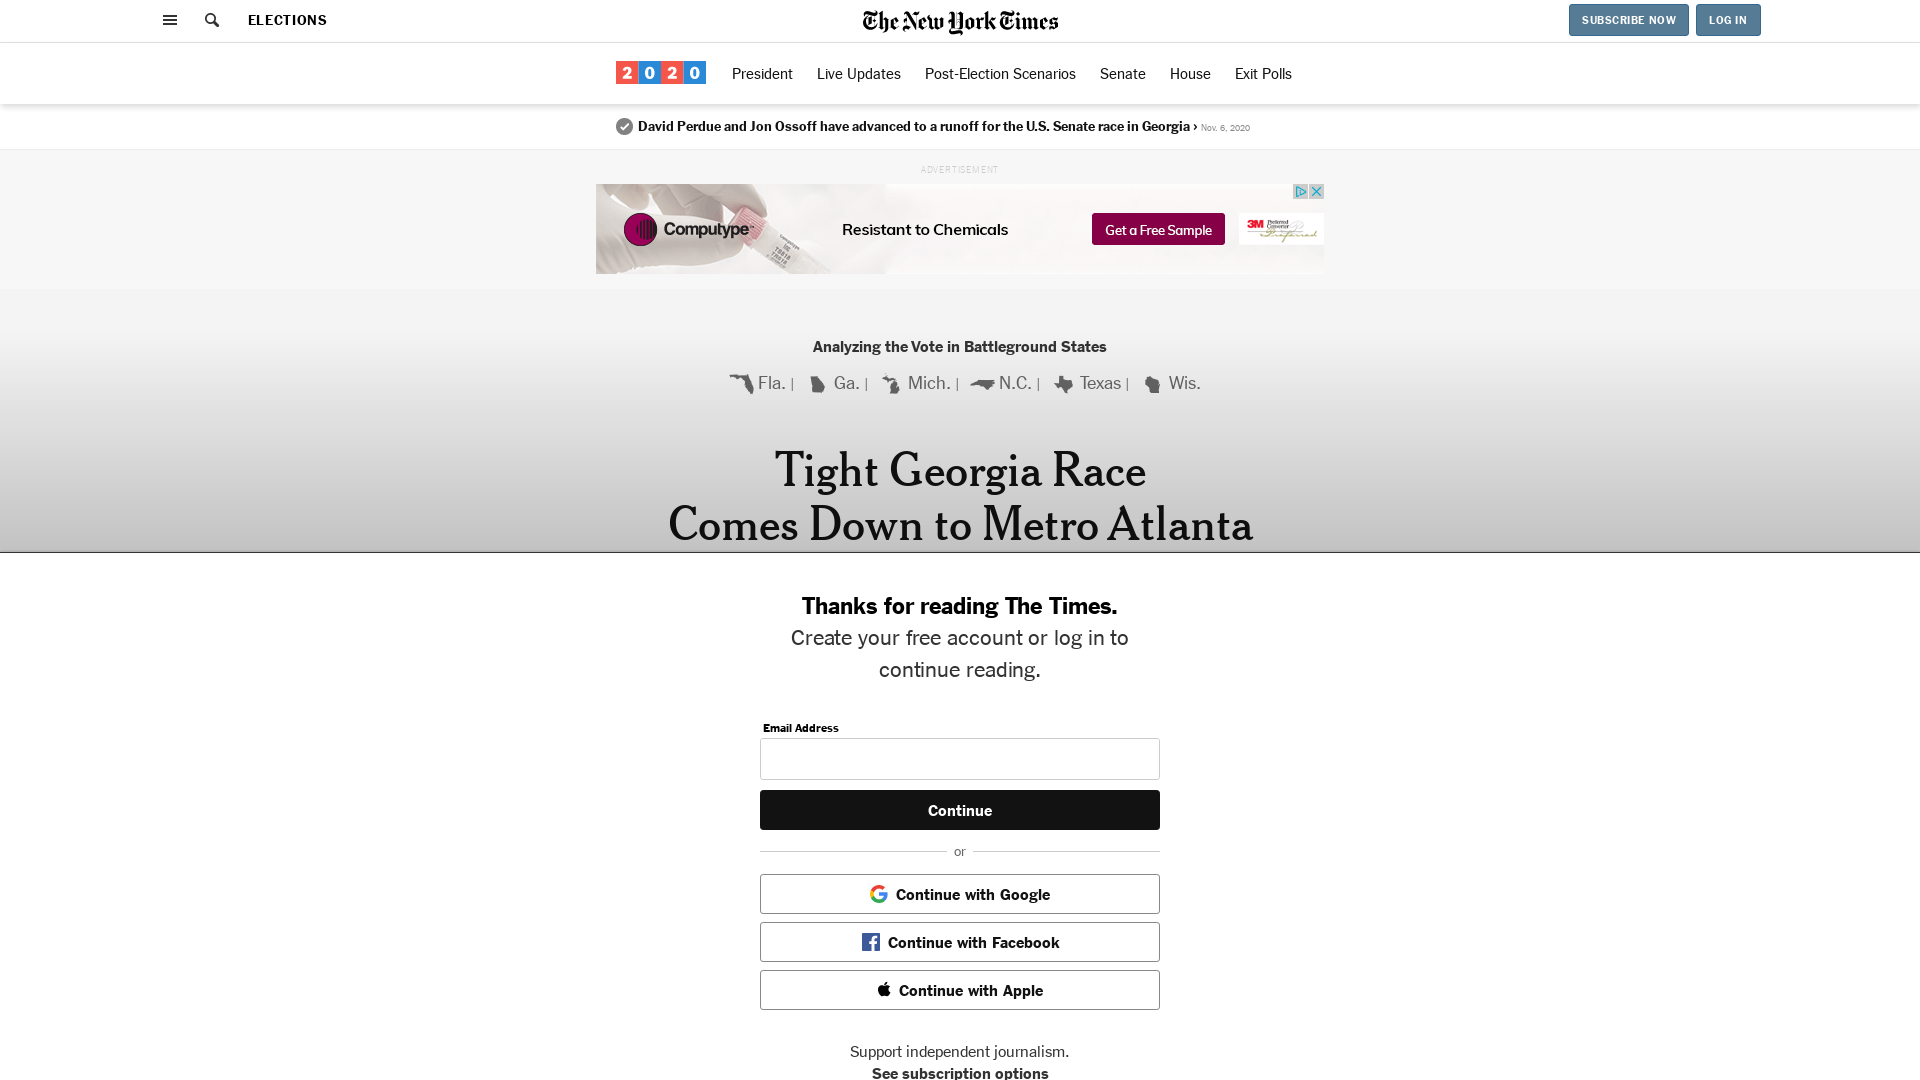 ELECTIONS
The New York Times
SUBSCRIBE NOW
LOG IN
2020
President
Live Updates
Post-Election Scenarios
Senate
House
Exit Polls
David Perdue and Jon Ossoff have advanced to a runoff for the U.S. Senate race in Georgia › Nov. 6, 2020
ADVERTISEMENT
Computype
Resistant to Chemicals
Get a Free Sample
3M Preferred Converter
Preferred
Analyzing the Vote in Battleground States
Fla. | Ga. | Mich. | N.C. | Texas | Wis.
Tight Georgia Race
Comes Down to Metro Atlanta
Thanks for reading The Times.
Create your free account or log in to
continue reading.
Email Address
Continue
or
Continue with Google
Continue with Facebook
Continue with Apple
Support independent journalism.
See subscription options